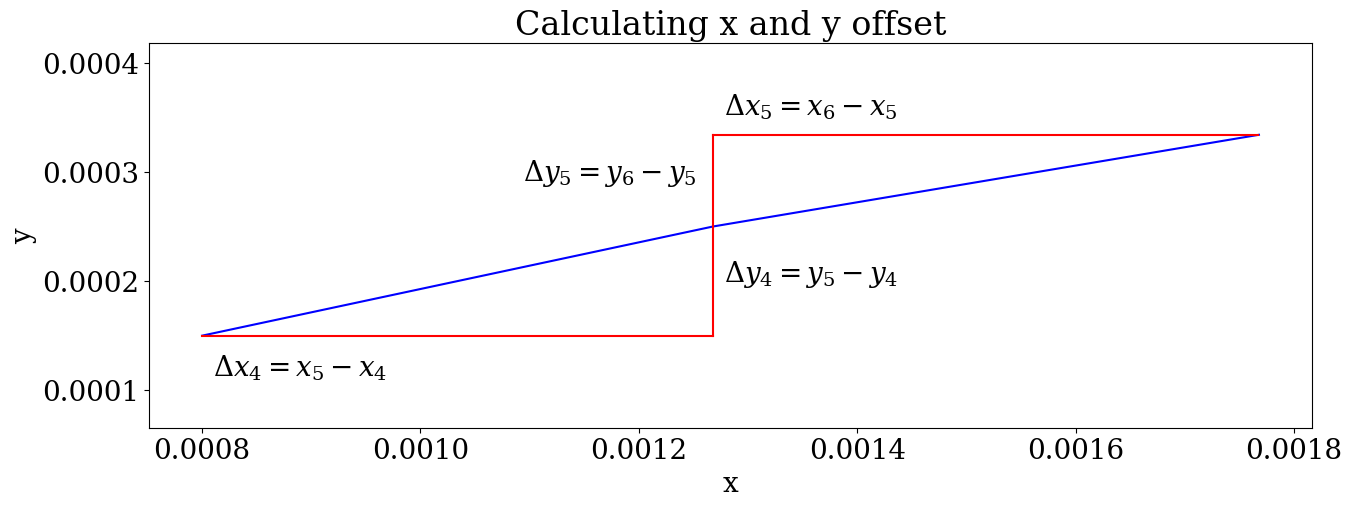 Calculating x and y offset
0.0004
0.0003
0.0002
0.0001
y
Δx₅ = x₆ − x₅
Δy₅ = y₆ − y₅
Δy₄ = y₅ − y₄
Δx₄ = x₅ − x₄
0.0008 0.0010 0.0012 0.0014 0.0016 0.0018
x